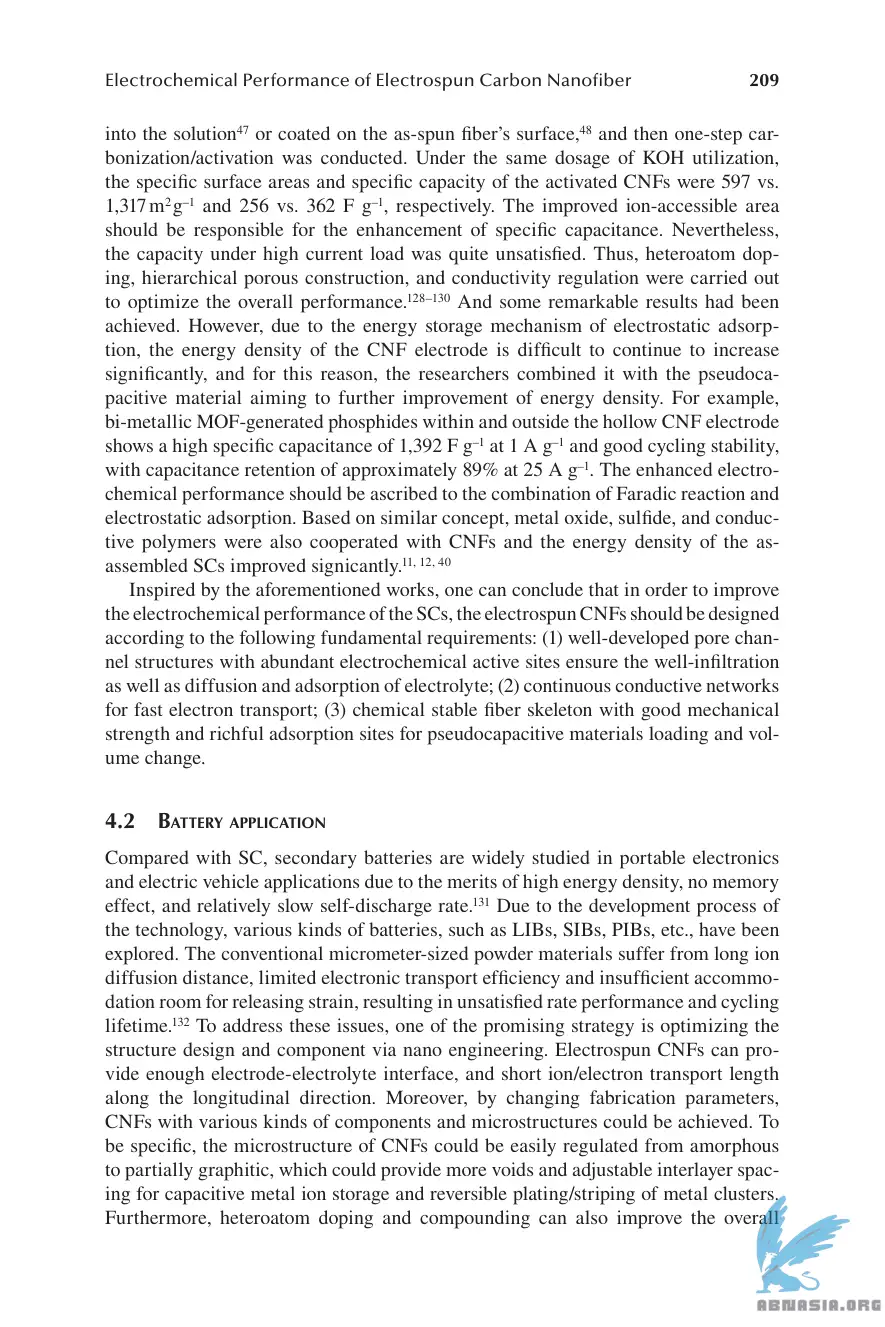 Electrochemical Performance of Electrospun Carbon Nanofiber 209
into the solution47 or coated on the as-spun fiber's surface,48 and then one-step car-
bonization/activation was conducted. Under the same dosage of KOH utilization,
the specific surface areas and specific capacity of the activated CNFs were 597 vs.
1,317 m2 g–1 and 256 vs. 362 F g–1, respectively. The improved ion-accessible area
should be responsible for the enhancement of specific capacitance. Nevertheless,
the capacity under high current load was quite unsatisfied. Thus, heteroatom dop-
ing, hierarchical porous construction, and conductivity regulation were carried out
to optimize the overall performance.128–130 And some remarkable results had been
achieved. However, due to the energy storage mechanism of electrostatic adsorp-
tion, the energy density of the CNF electrode is difficult to continue to increase
significantly, and for this reason, the researchers combined it with the pseudoca-
pacitive material aiming to further improvement of energy density. For example,
bi-metallic MOF-generated phosphides within and outside the hollow CNF electrode
shows a high specific capacitance of 1,392 F g–1 at 1 A g–1 and good cycling stability,
with capacitance retention of approximately 89% at 25 A g–1. The enhanced electro-
chemical performance should be ascribed to the combination of Faradic reaction and
electrostatic adsorption. Based on similar concept, metal oxide, sulfide, and conduc-
tive polymers were also cooperated with CNFs and the energy density of the as-
assembled SCs improved signicantly.11, 12, 40
Inspired by the aforementioned works, one can conclude that in order to improve
the electrochemical performance of the SCs, the electrospun CNFs should be designed
according to the following fundamental requirements: (1) well-developed pore chan-
nel structures with abundant electrochemical active sites ensure the well-infiltration
as well as diffusion and adsorption of electrolyte; (2) continuous conductive networks
for fast electron transport; (3) chemical stable fiber skeleton with good mechanical
strength and richful adsorption sites for pseudocapacitive materials loading and vol-
ume change.
4.2 Battery application
Compared with SC, secondary batteries are widely studied in portable electronics
and electric vehicle applications due to the merits of high energy density, no memory
effect, and relatively slow self-discharge rate.131 Due to the development process of
the technology, various kinds of batteries, such as LIBs, SIBs, PIBs, etc., have been
explored. The conventional micrometer-sized powder materials suffer from long ion
diffusion distance, limited electronic transport efficiency and insufficient accommo-
dation room for releasing strain, resulting in unsatisfied rate performance and cycling
lifetime.132 To address these issues, one of the promising strategy is optimizing the
structure design and component via nano engineering. Electrospun CNFs can pro-
vide enough electrode-electrolyte interface, and short ion/electron transport length
along the longitudinal direction. Moreover, by changing fabrication parameters,
CNFs with various kinds of components and microstructures could be achieved. To
be specific, the microstructure of CNFs could be easily regulated from amorphous
to partially graphitic, which could provide more voids and adjustable interlayer spac-
ing for capacitive metal ion storage and reversible plating/striping of metal clusters.
Furthermore, heteroatom doping and compounding can also improve the overall
ABNASIA.ORG